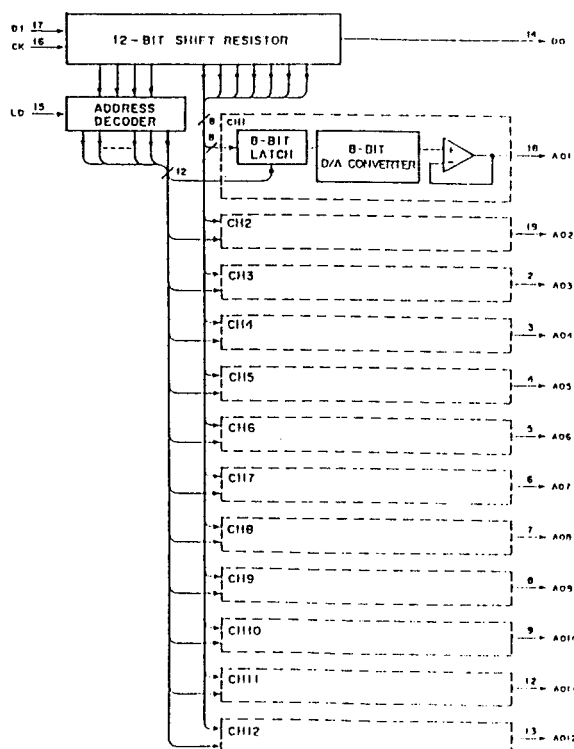 DI 17
CK 16
12-BIT SHIFT RESISTOR
14 DO
LD 15
ADDRESS DECODER
8
8
12
CH1
8-BIT LATCH
8-BIT D/A CONVERTER
+
-
18 AO1
CH2
19 AO2
CH3
2 AO3
CH4
3 AO4
CH5
4 AO5
CH6
5 AO6
CH7
6 AO7
CH8
7 AO8
CH9
8 AO9
CH10
9 AO10
CH11
12 AO11
CH12
13 AO12